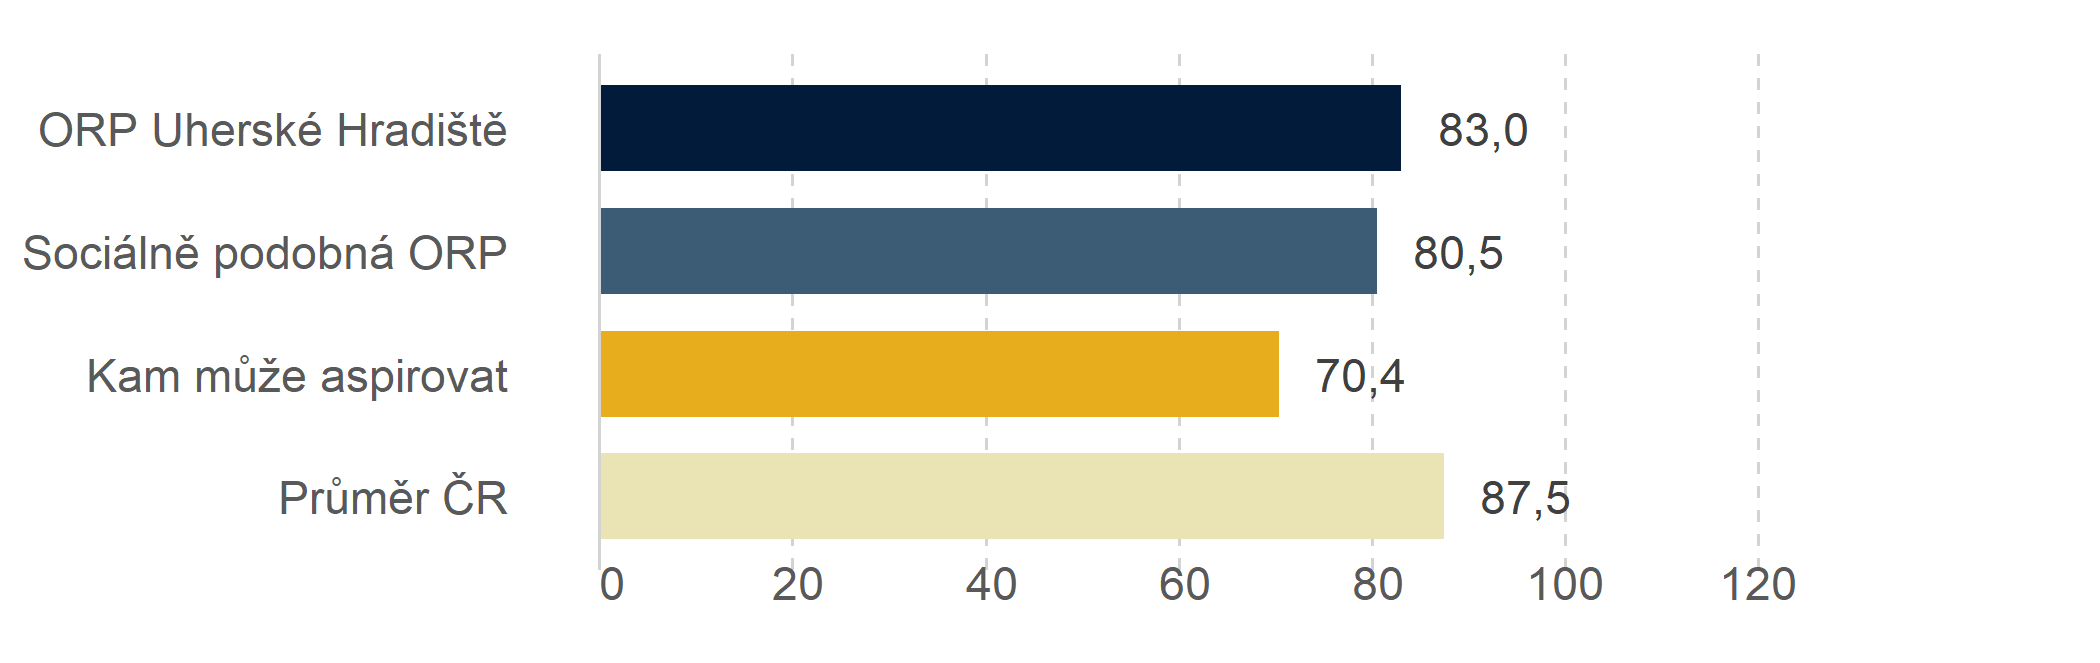 ORP Uherské Hradiště 83,0
Sociálně podobná ORP 80,5
Kam může aspirovat 70,4
Průměr ČR 87,5
0 20 40 60 80 100 120